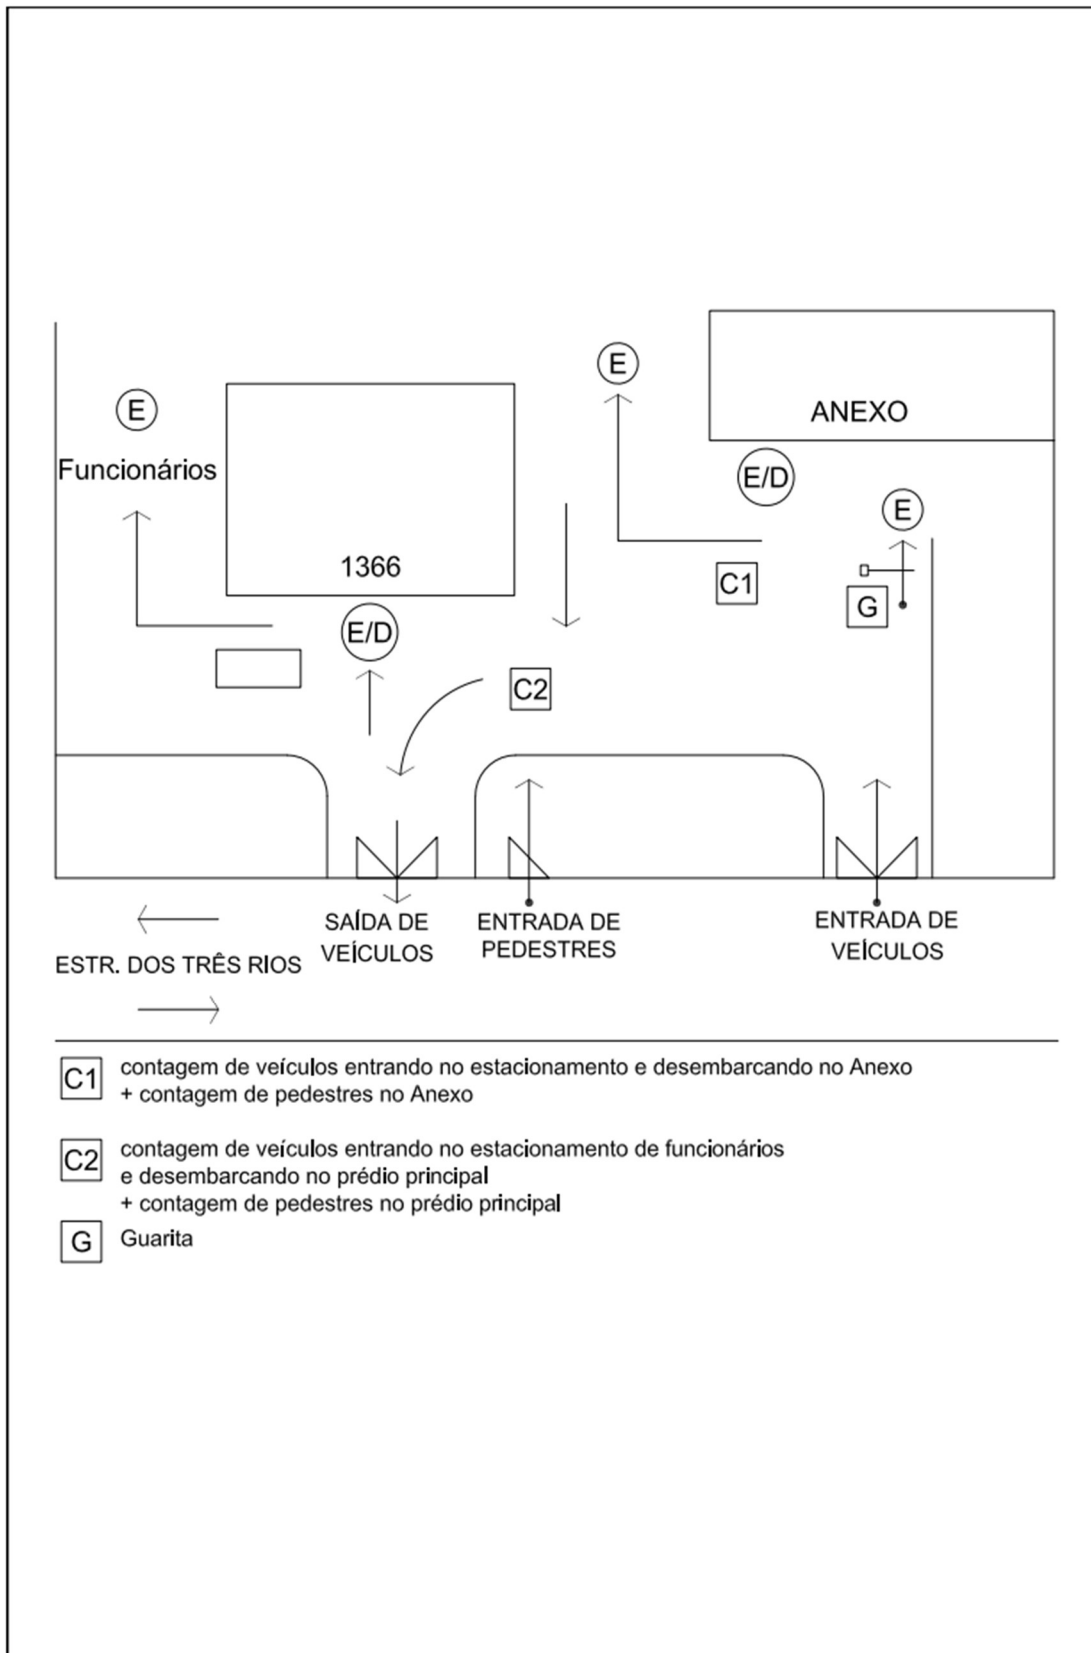 E
ANEXO
E
Funcionários
E/D
E
1366
C1
G
E/D
C2
SAÍDA DE
VEÍCULOS
ENTRADA DE
PEDESTRES
ENTRADA DE
VEÍCULOS
ESTR. DOS TRÊS RIOS
C1 contagem de veículos entrando no estacionamento e desembarcando no Anexo
+ contagem de pedestres no Anexo
C2 contagem de veículos entrando no estacionamento de funcionários
e desembarcando no prédio principal
+ contagem de pedestres no prédio principal
G Guarita